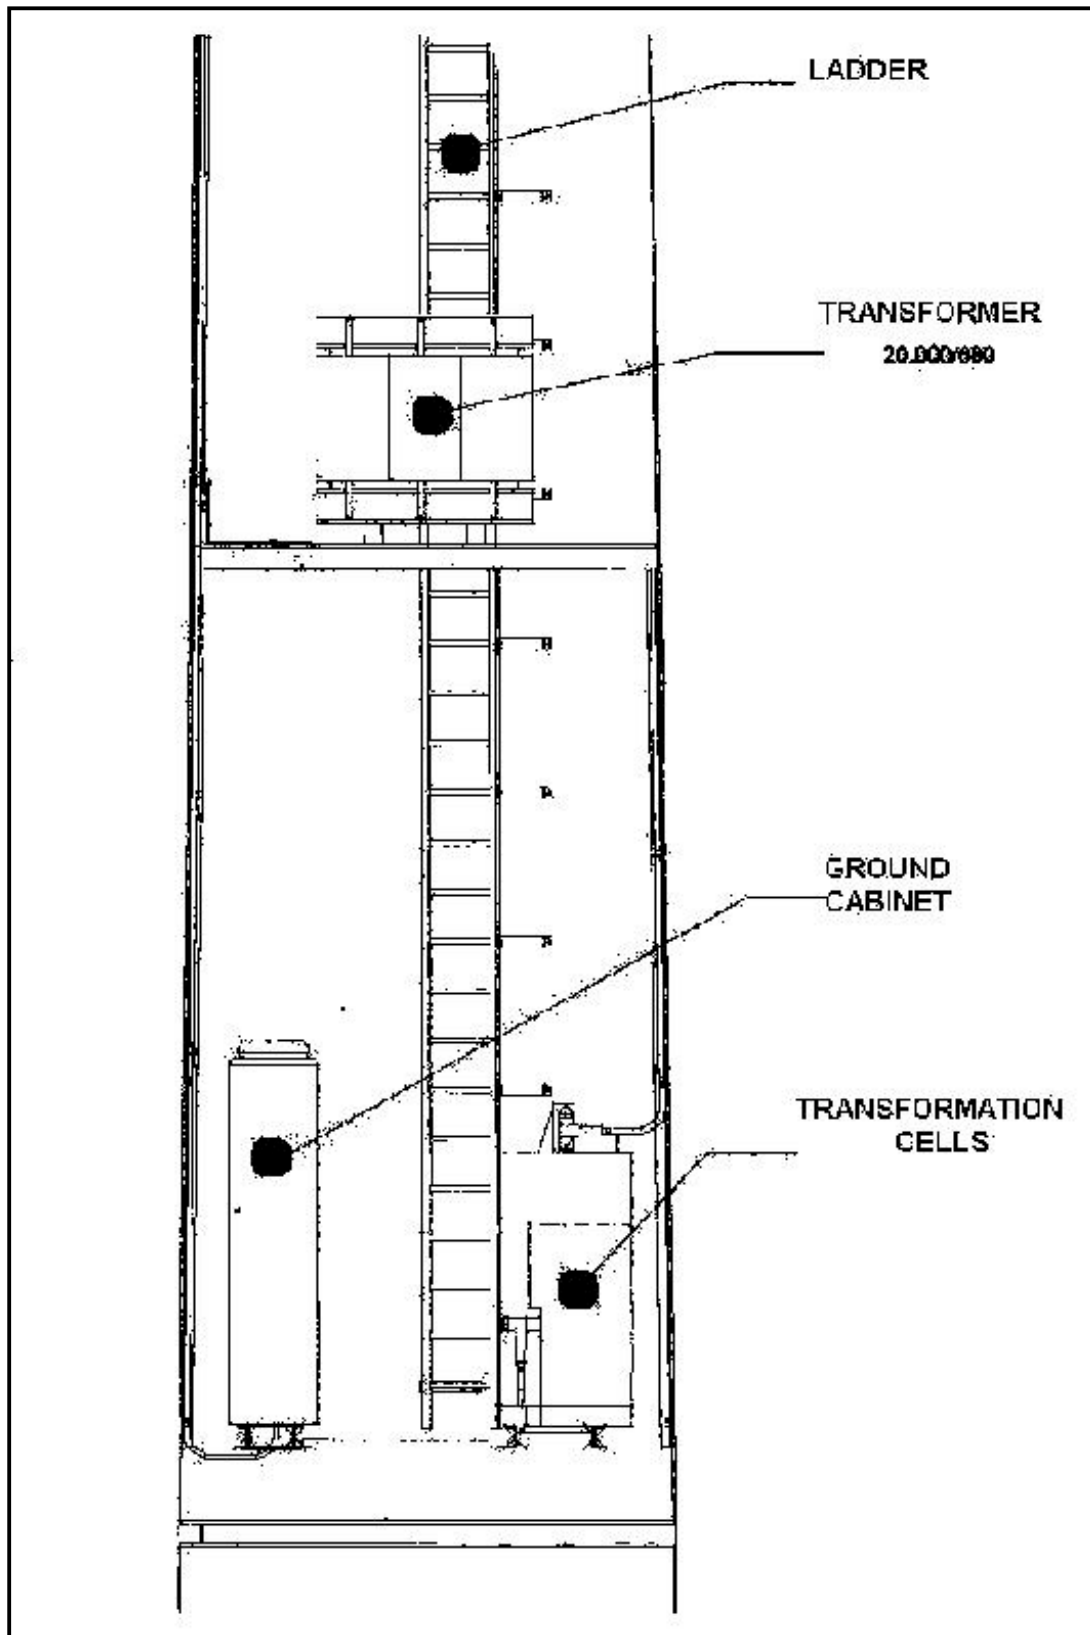 LADDER
TRANSFORMER
20.000/690
GROUND
CABINET
TRANSFORMATION
CELLS